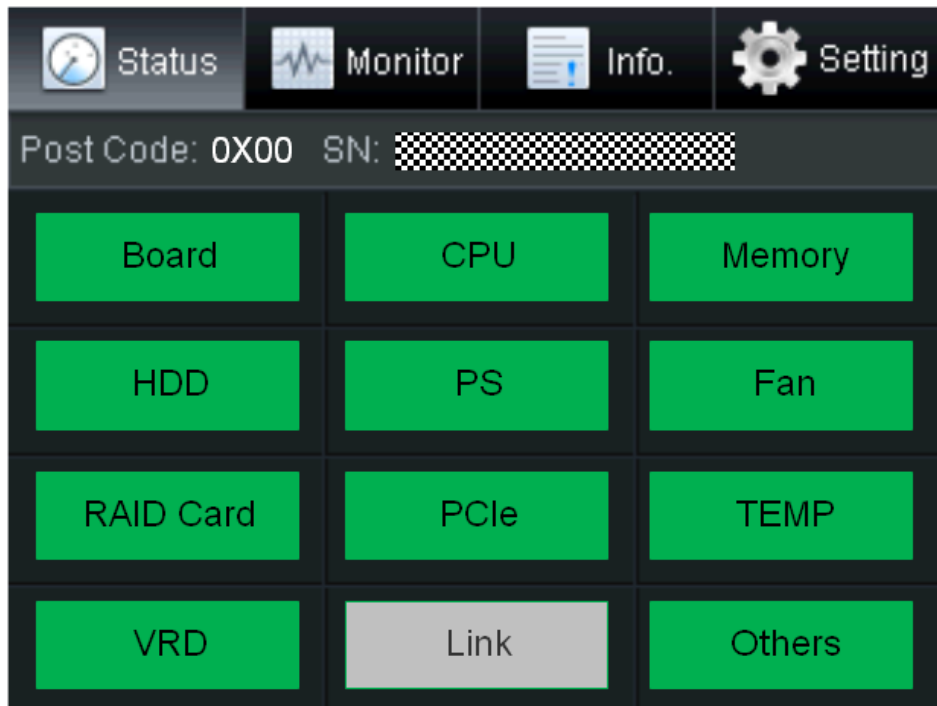 Status Monitor Info. Setting
Post Code: 0X00 SN:
Board CPU Memory
HDD PS Fan
RAID Card PCIe TEMP
VRD Link Others